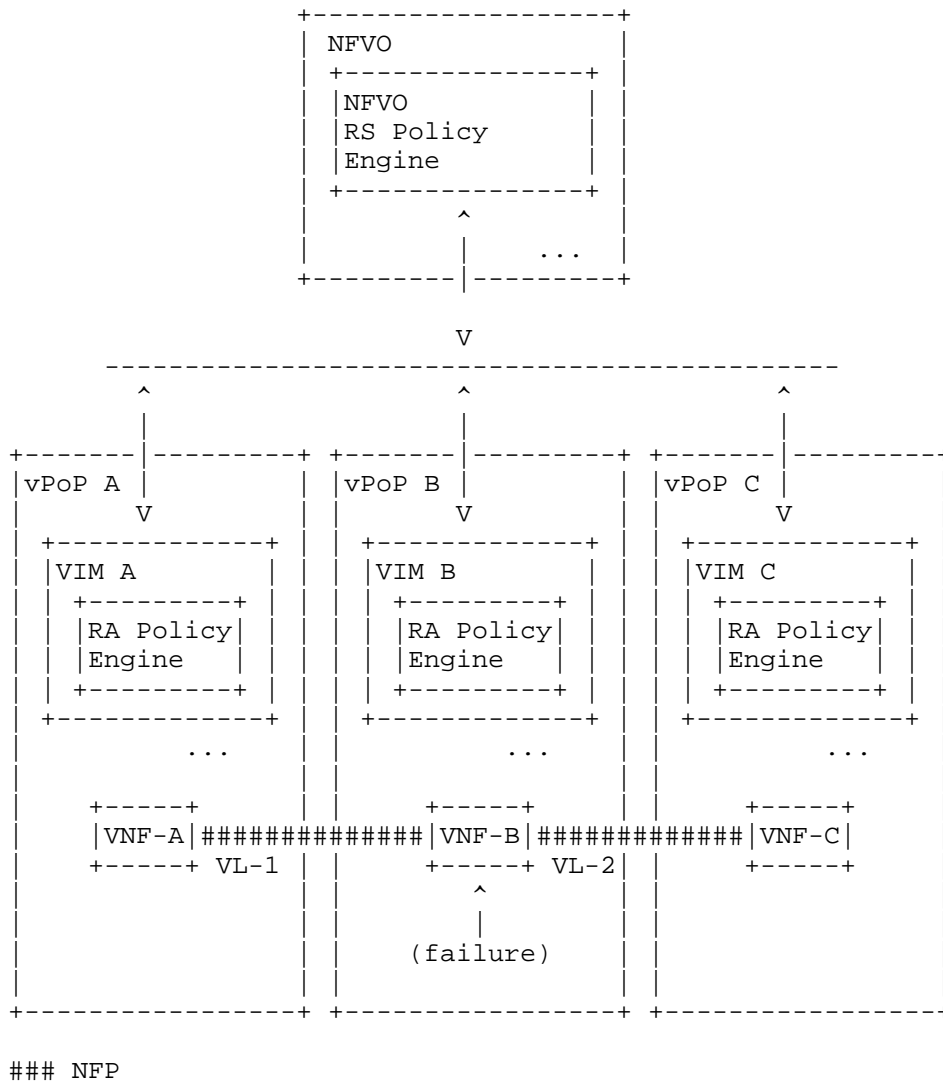 NFVO
NFVO
RS Policy
Engine
...
V
vPoP A vPoP B vPoP C
V V V
VIM A VIM B VIM C
RA Policy RA Policy RA Policy
Engine Engine Engine
... ... ...
VNF-A ############## VNF-B ############# VNF-C
VL-1 VL-2
(failure)
### NFP